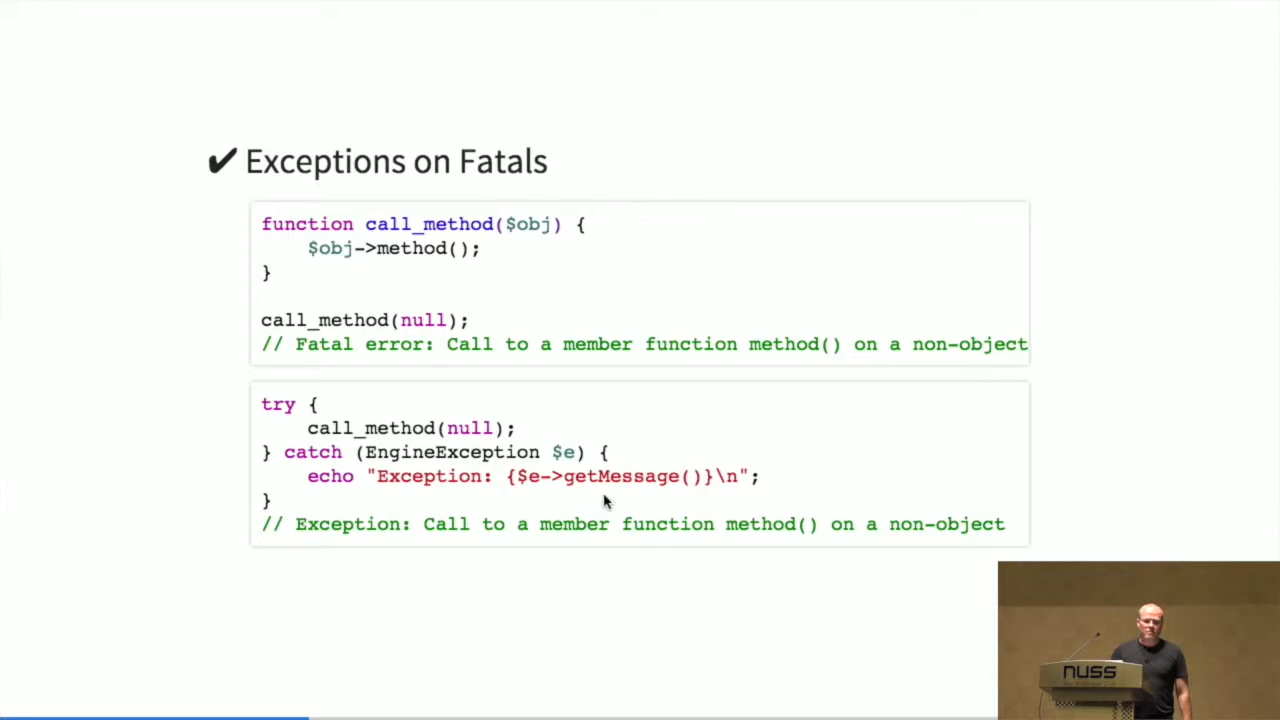 ✔ Exceptions on Fatals
function call_method($obj) {
    $obj->method();
}
call_method(null);
// Fatal error: Call to a member function method() on a non-object
try {
    call_method(null);
} catch (EngineException $e) {
    echo "Exception: {$e->getMessage()}\n";
}
// Exception: Call to a member function method() on a non-object
nuss